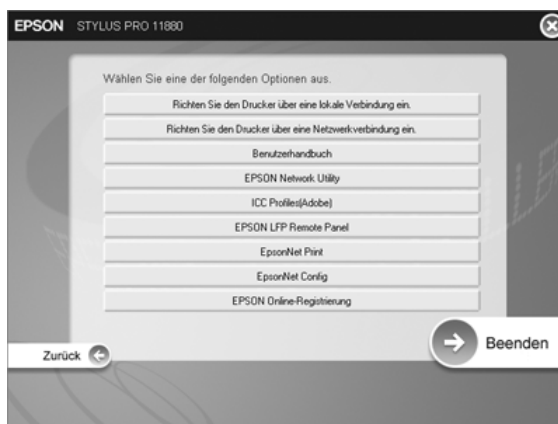 EPSON STYLUS PRO 11880
Wählen Sie eine der folgenden Optionen aus.
Richten Sie den Drucker über eine lokale Verbindung ein.
Richten Sie den Drucker über eine Netzwerkverbindung ein.
Benutzerhandbuch
EPSON Network Utility
ICC Profiles(Adobe)
EPSON LFP Remote Panel
EpsonNet Print
EpsonNet Config
EPSON Online-Registrierung
Zurück
Beenden